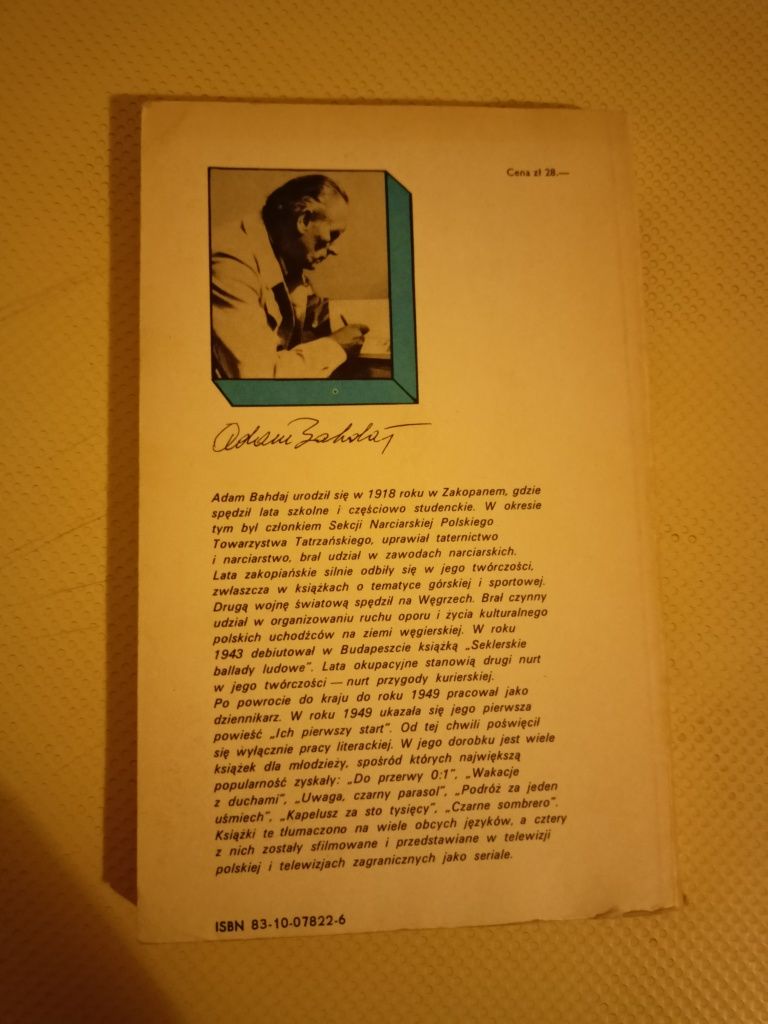 Cena zł 28.—
Adam Bahdaj
Adam Bahdaj urodził się w 1918 roku w Zakopanem, gdzie
spędził lata szkolne i częściowo studenckie. W okresie
tym był członkiem Sekcji Narciarskiej Polskiego
Towarzystwa Tatrzańskiego, uprawiał taternictwo
i narciarstwo, brał udział w zawodach narciarskich.
Lata zakopiańskie silnie odbiły się w jego twórczości,
zwłaszcza w książkach o tematyce górskiej i sportowej.
Drugą wojnę światową spędził na Węgrzech. Brał czynny
udział w organizowaniu ruchu oporu i życia kulturalnego
polskich uchodźców na ziemi węgierskiej. W roku
1943 debiutował w Budapeszcie książką „Seklerskie
ballady ludowe". Lata okupacyjne stanowią drugi nurt
w jego twórczości — nurt przygody kurierskiej.
Po powrocie do kraju do roku 1949 pracował jako
dziennikarz. W roku 1949 ukazała się jego pierwsza
powieść „Ich pierwszy start". Od tej chwili poświęcił
się wyłącznie pracy literackiej. W jego dorobku jest wiele
książek dla młodzieży, spośród których największą
popularność zyskały: „Do przerwy 0:1", „Wakacje
z duchami", „Uwaga, czarny parasol", „Podróż za jeden
uśmiech", „Kapelusz za sto tysięcy", „Czarne sombrero".
Książki te tłumaczono na wiele obcych języków, a cztery
z nich zostały sfilmowane i przedstawiane w telewizji
polskiej i telewizjach zagranicznych jako seriale.
ISBN 83-10-07822-6